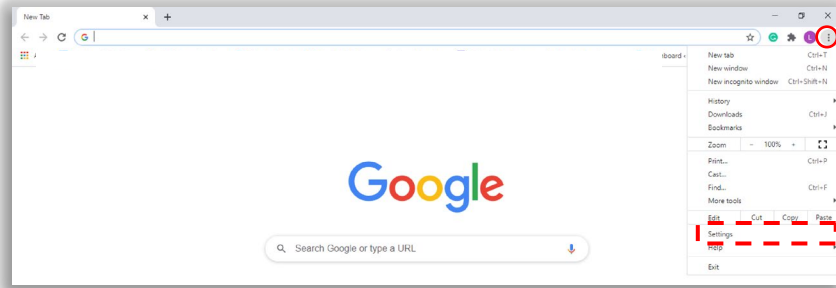 New Tab
G
L
board -
New tab Ctrl+T
New window Ctrl+N
New incognito window Ctrl+Shift+N
History
Downloads Ctrl+J
Bookmarks
Zoom - 100% +
Print... Ctrl+P
Cast...
Find... Ctrl+F
More tools
Edit Cut Copy Paste
Settings
Help
Exit
Google
Search Google or type a URL